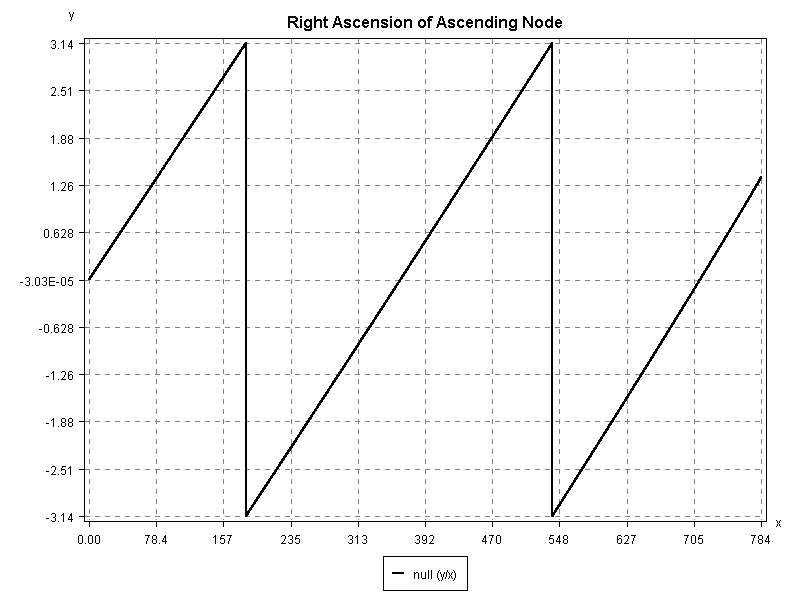 Right Ascension of Ascending Node
y
3.14
2.51
1.88
1.26
0.628
-3.03E-05
-0.628
-1.26
-1.88
-2.51
-3.14
0.00 78.4 157 235 313 392 470 548 627 705 784
x
null (y/x)